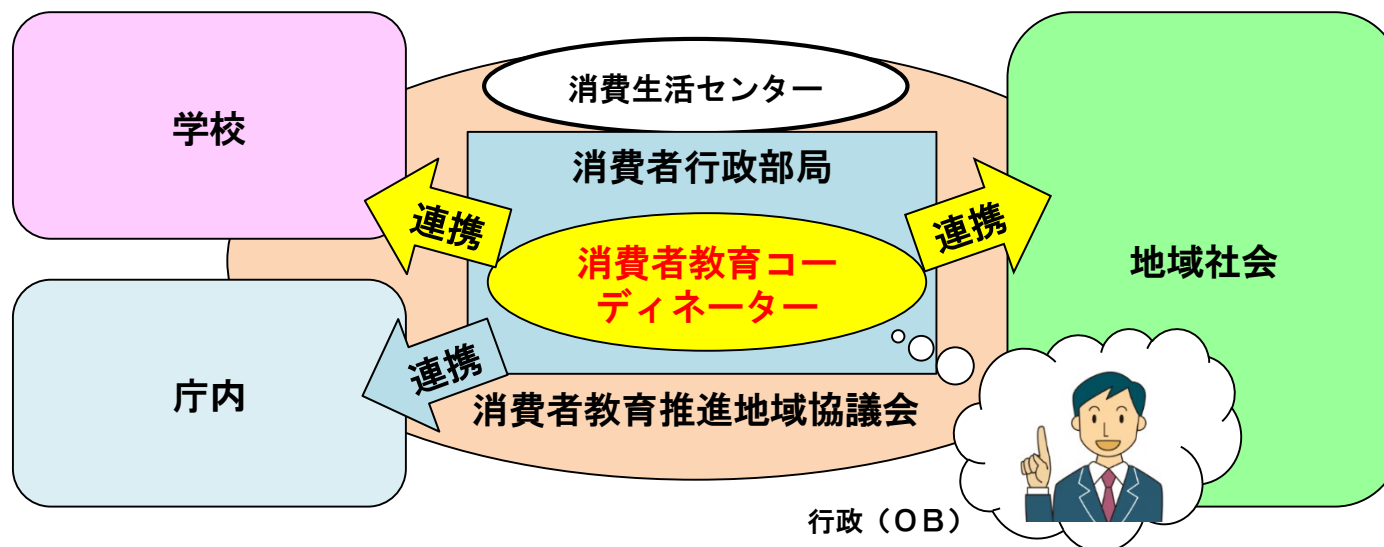 消費生活センター
学校
消費者行政部局
連携
連携
消費者教育コー
ディネーター
地域社会
連携
庁内
消費者教育推進地域協議会
行政（ＯＢ）